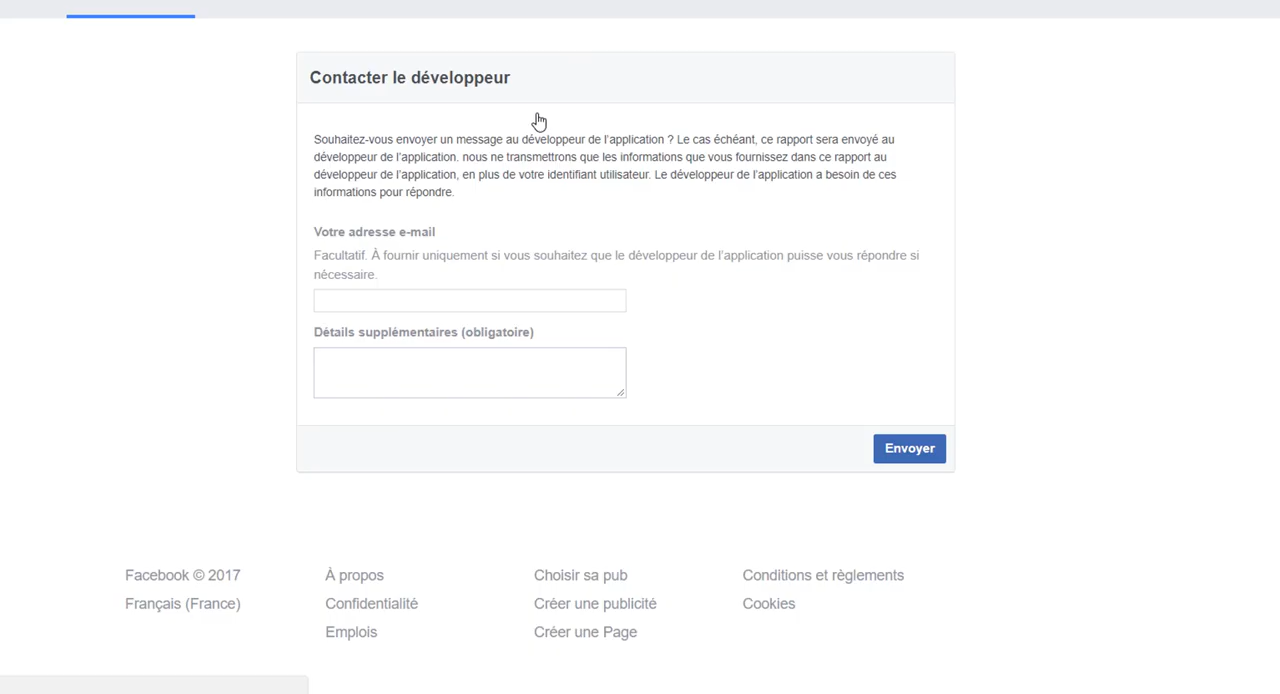 Contacter le développeur
Souhaitez-vous envoyer un message au développeur de l'application ? Le cas échéant, ce rapport sera envoyé au
développeur de l'application. nous ne transmettrons que les informations que vous fournissez dans ce rapport au
développeur de l'application, en plus de votre identifiant utilisateur. Le développeur de l'application a besoin de ces
informations pour répondre.
Votre adresse e-mail
Facultatif. À fournir uniquement si vous souhaitez que le développeur de l'application puisse vous répondre si
nécessaire.
Détails supplémentaires (obligatoire)
Envoyer
Facebook © 2017
À propos
Choisir sa pub
Conditions et règlements
Français (France)
Confidentialité
Créer une publicité
Cookies
Emplois
Créer une Page